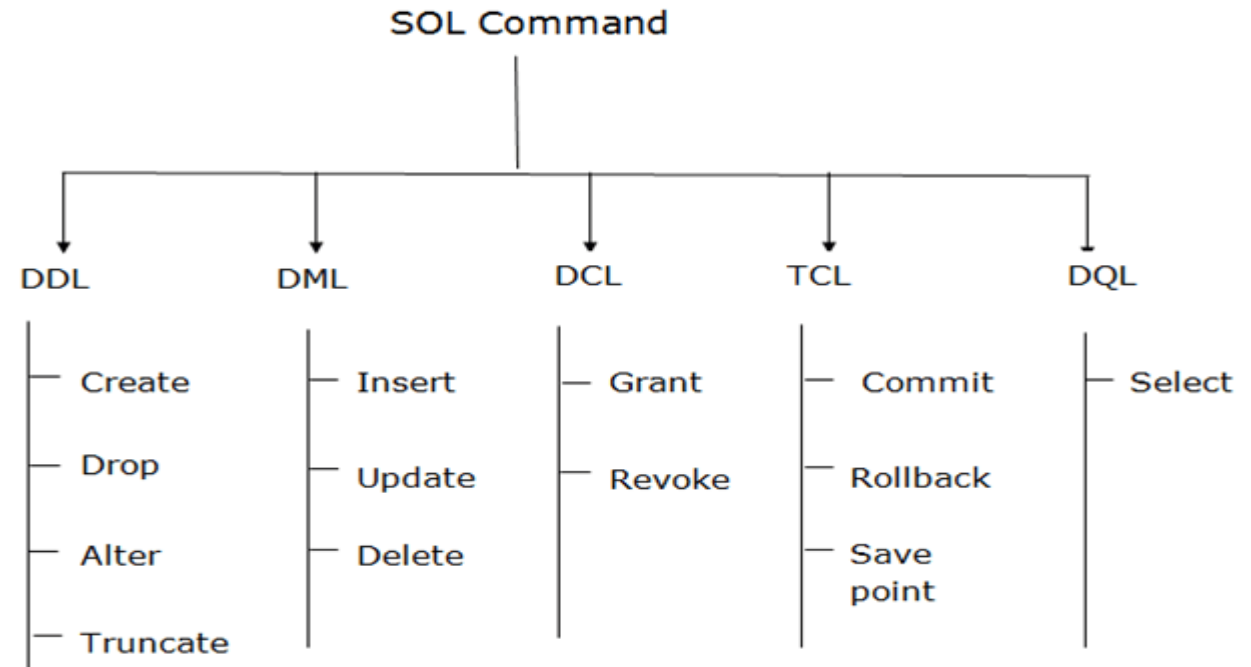 SOL Command
DDL
DML
DCL
TCL
DQL
Create
Drop
Alter
Truncate
Insert
Update
Delete
Grant
Revoke
Commit
Rollback
Save
point
Select